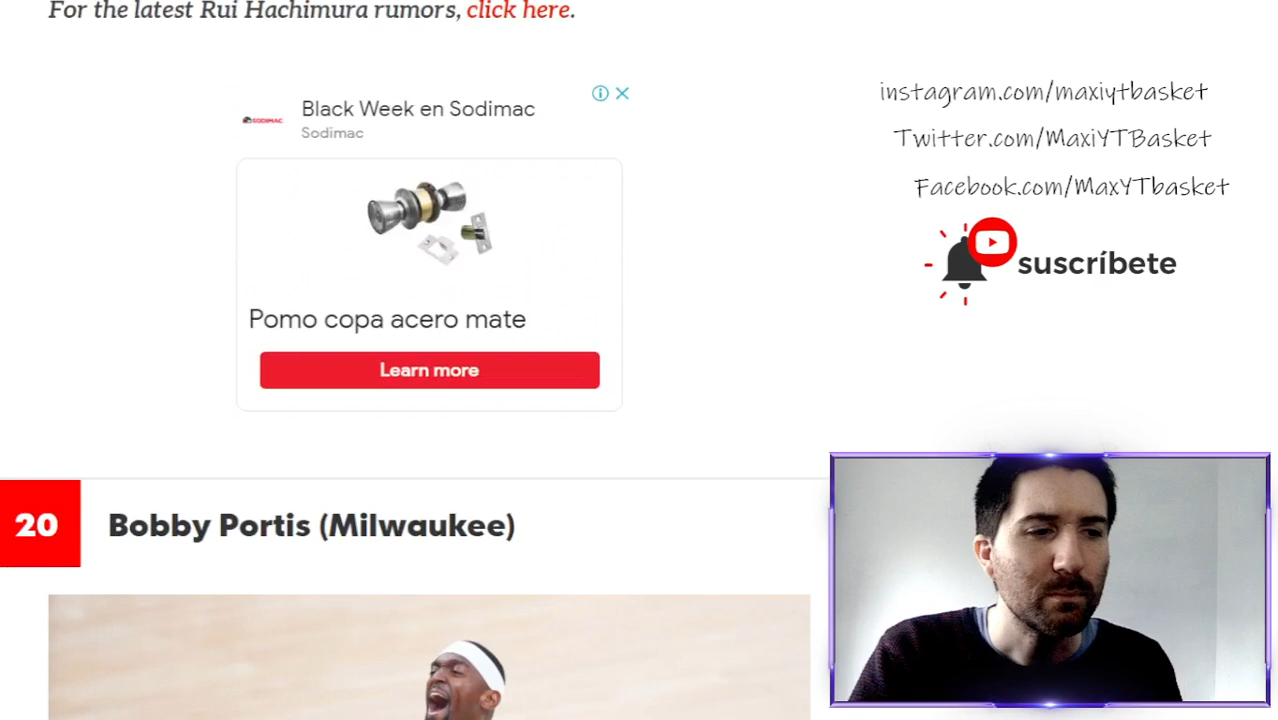 For the latest Rui Hachimura rumors, click here.
Black Week en Sodimac
SODIMAC
Sodimac
Pomo copa acero mate
Learn more
instagram.com/maxiytbasket
Twitter.com/MaxiYTBasket
Facebook.com/MaxYTbasket
suscríbete
20 Bobby Portis (Milwaukee)